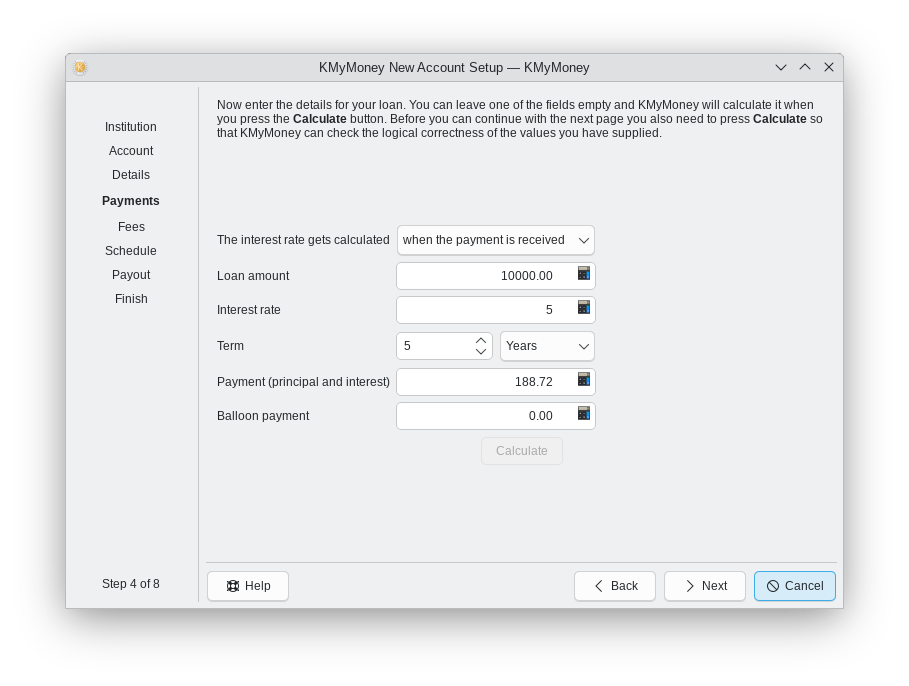 KMyMoney New Account Setup — KMyMoney
Institution
Account
Details
Payments
Fees
Schedule
Payout
Finish
Step 4 of 8
Now enter the details for your loan. You can leave one of the fields empty and KMyMoney will calculate it when
you press the Calculate button. Before you can continue with the next page you also need to press Calculate so
that KMyMoney can check the logical correctness of the values you have supplied.
The interest rate gets calculated when the payment is received
Loan amount 10000.00
Interest rate 5
Term 5 Years
Payment (principal and interest) 188.72
Balloon payment 0.00
Calculate
Help Back Next Cancel